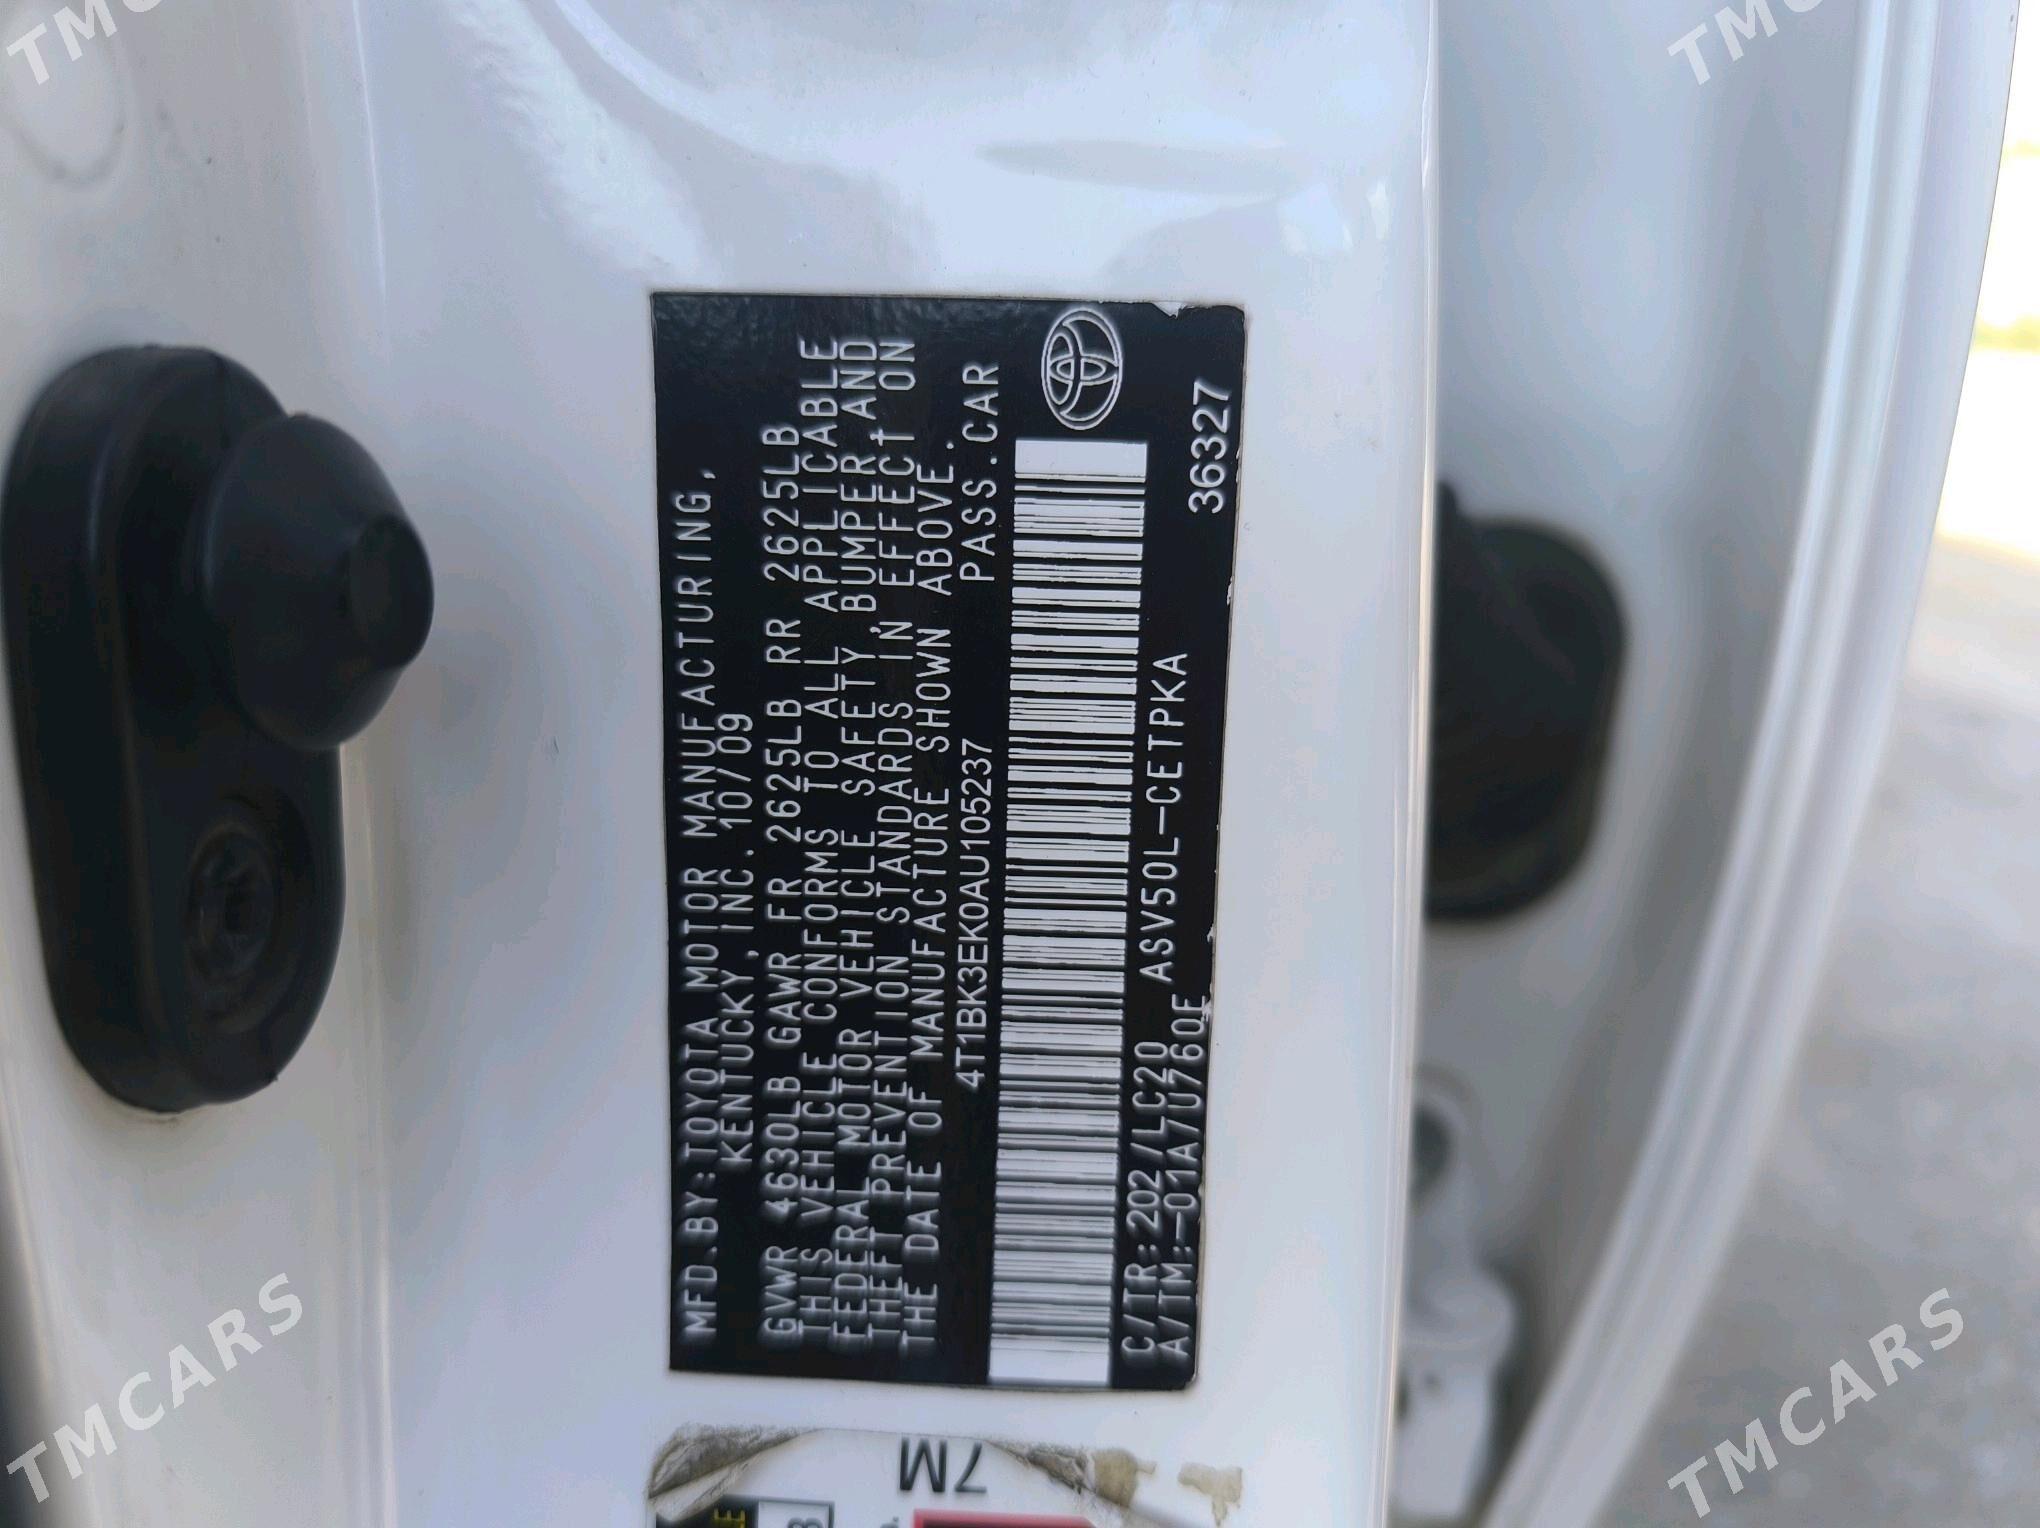 MFD.BY:TOYOTA MOTOR MANUFACTURING,
KENTUCKY, INC. 10/09
GVWR 4630LB GAWR FR 2625LB RR 2625LB
THIS VEHICLE CONFORMS TO ALL APPLICABLE
FEDERAL MOTOR VEHICLE SAFETY, BUMPER AND
THEFT PREVENTION STANDARDS IN EFFECT ON
THE DATE OF MANUFACTURE SHOWN ABOVE.
4T1BK3EK0AU105237 PASS.CAR
C/TR:202/LC20 ASV50L-CETPKA 36327
A/TM:-01A/U760E
7M
TMCARS
TMCARS